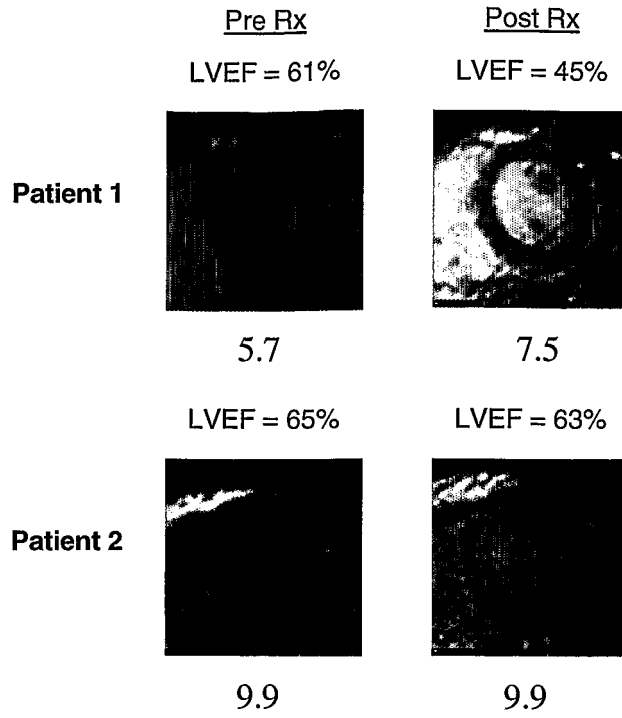 Pre Rx Post Rx
LVEF = 61% LVEF = 45%
Patient 1
5.7 7.5
LVEF = 65% LVEF = 63%
Patient 2
9.9 9.9